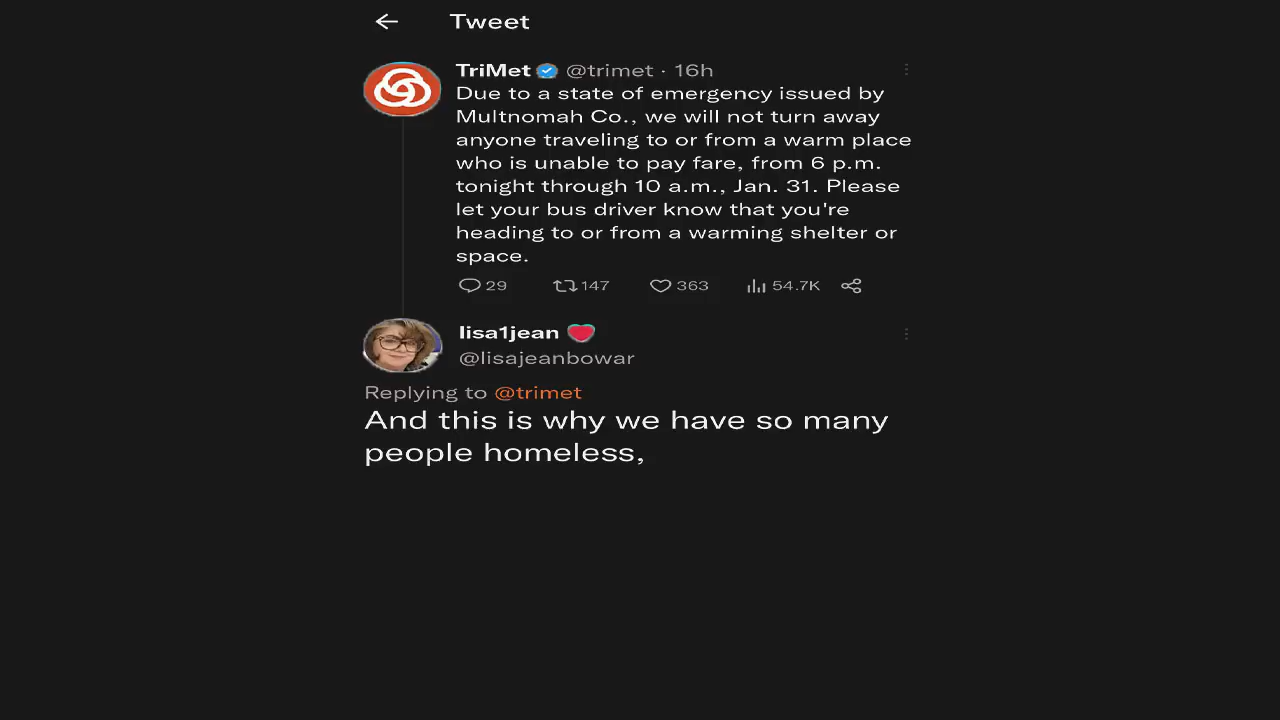 Tweet
TriMet @trimet · 16h
Due to a state of emergency issued by
Multnomah Co., we will not turn away
anyone traveling to or from a warm place
who is unable to pay fare, from 6 p.m.
tonight through 10 a.m., Jan. 31. Please
let your bus driver know that you're
heading to or from a warming shelter or
space.
29 147 363 54.7K
lisa1jean
@lisajeanbowar
Replying to @trimet
And this is why we have so many
people homeless,